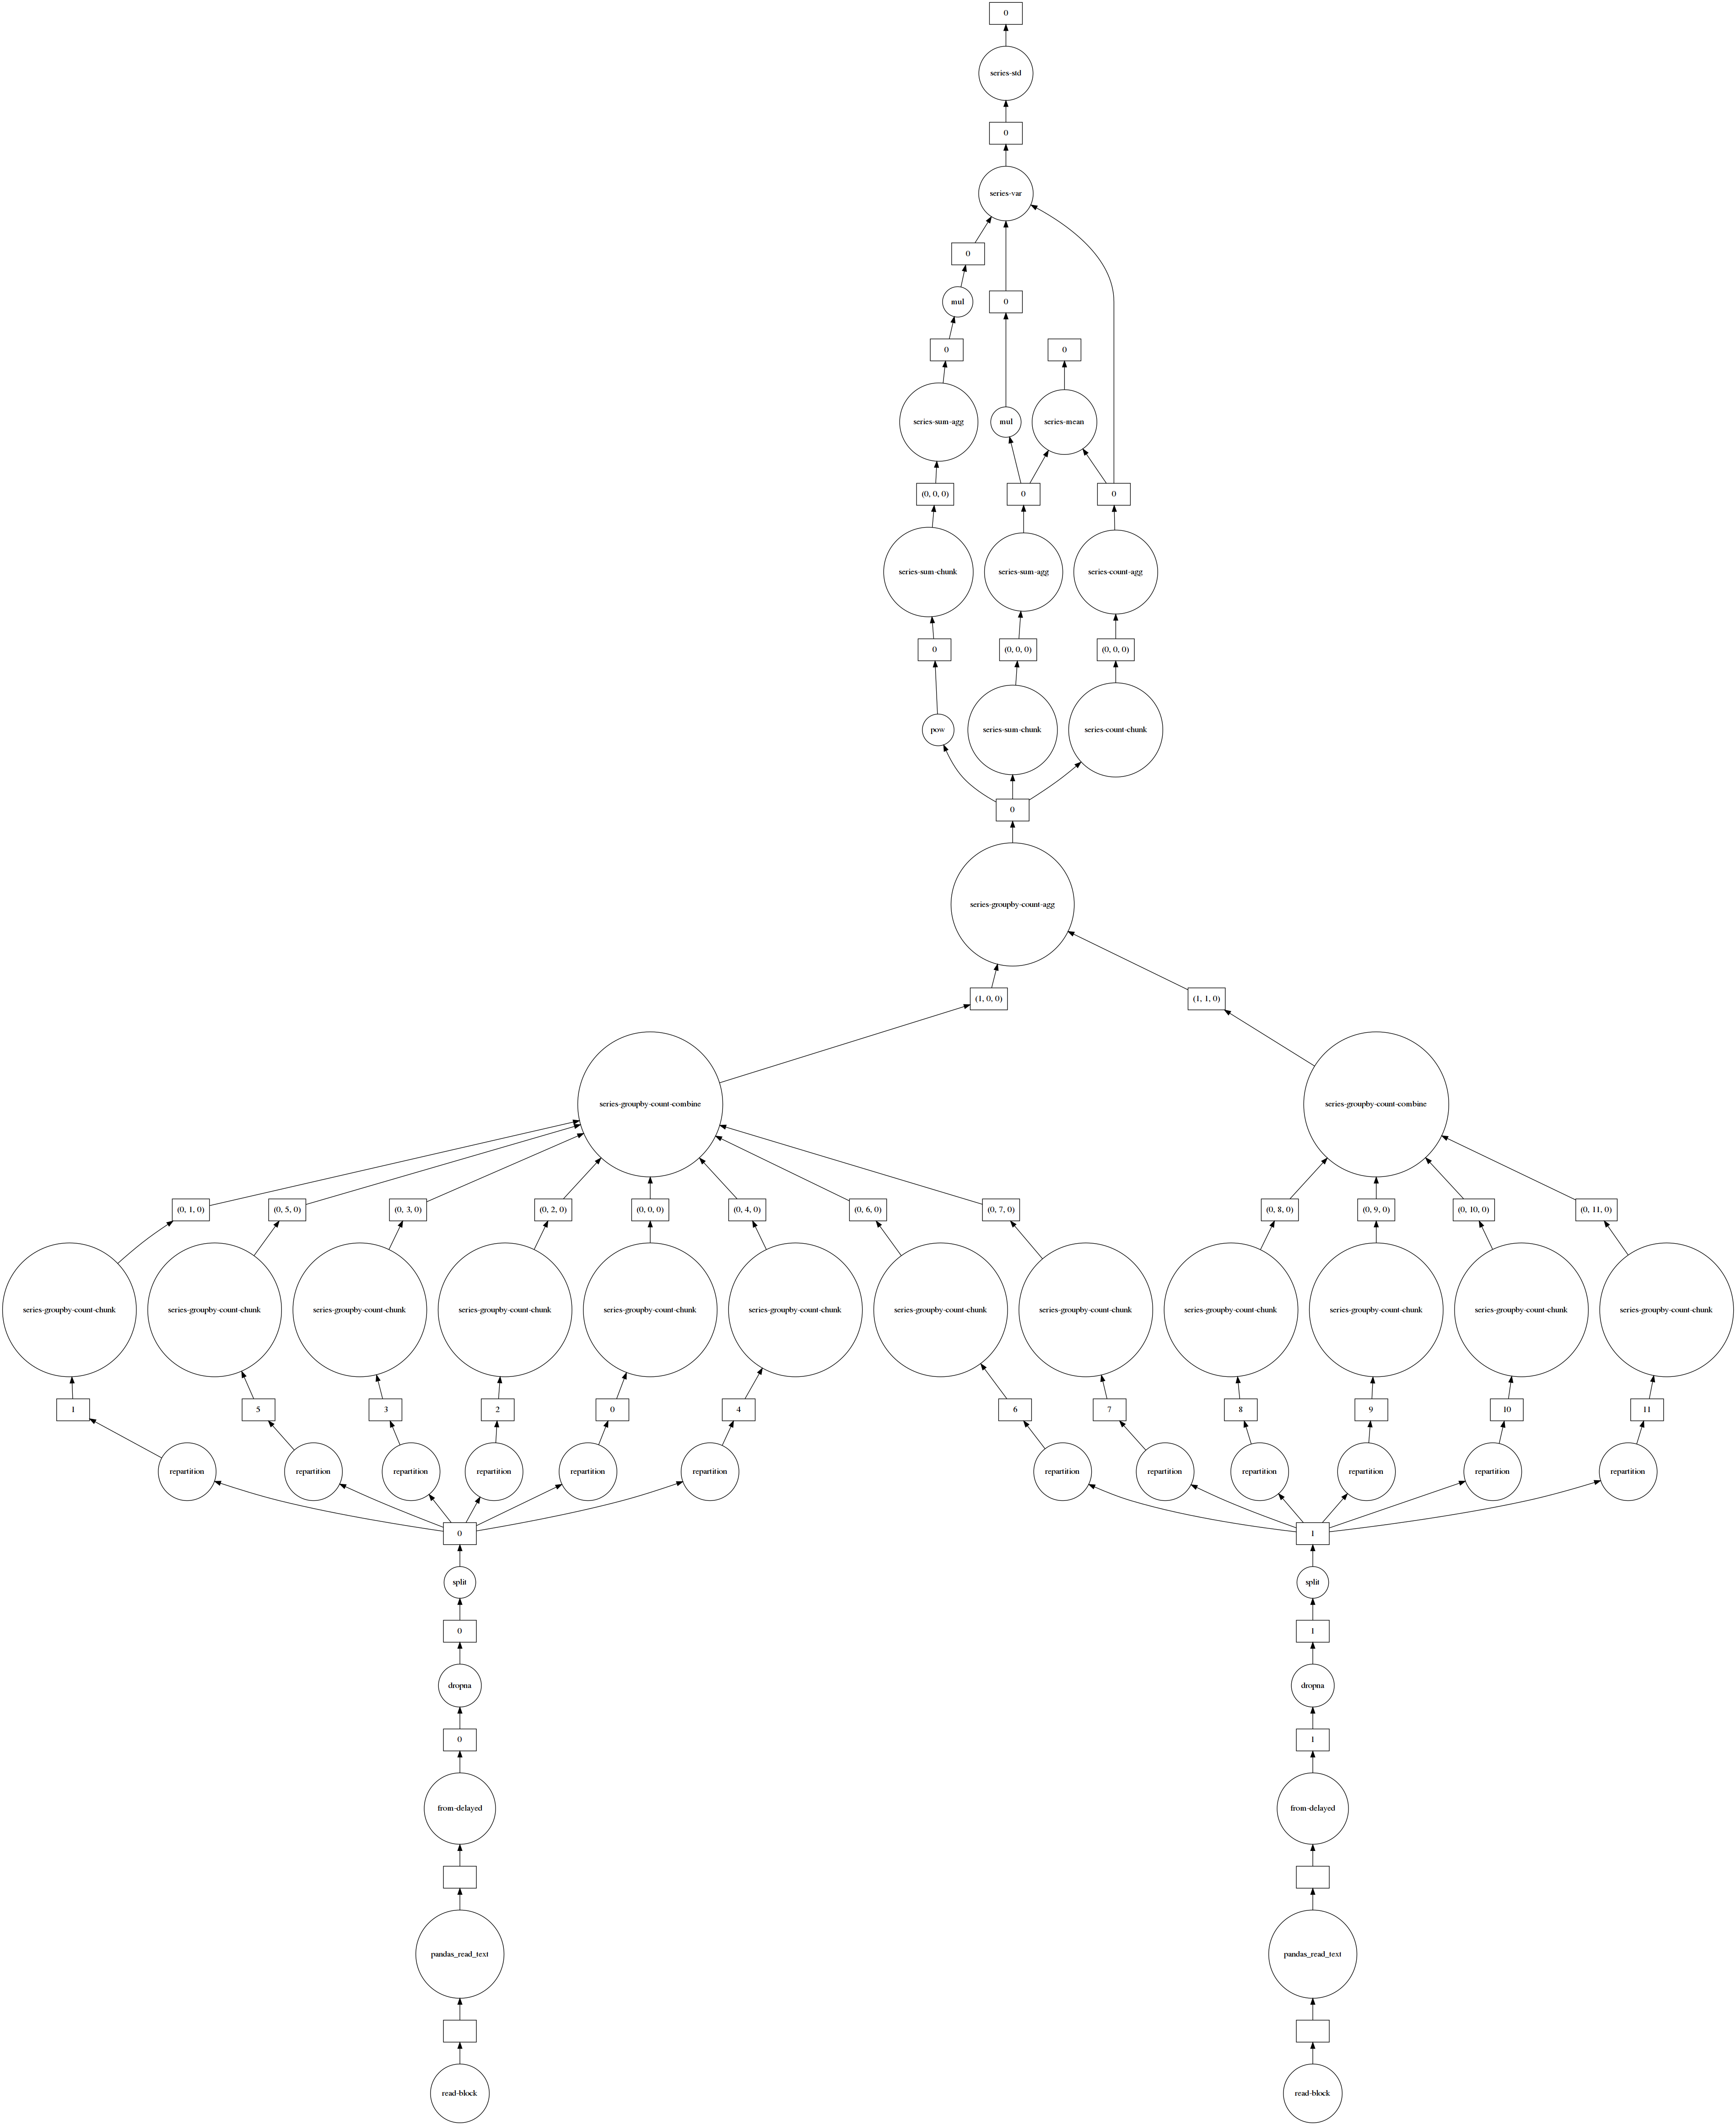 0
series-std
0
series-var
0
mul
0
0
0
series-sum-agg
mul
series-mean
(0, 0, 0)
0
0
series-sum-chunk
series-sum-agg
series-count-agg
0
(0, 0, 0)
(0, 0, 0)
pow
series-sum-chunk
series-count-chunk
0
series-groupby-count-agg
(1, 0, 0)
(1, 1, 0)
series-groupby-count-combine
series-groupby-count-combine
(0, 1, 0)
(0, 5, 0)
(0, 3, 0)
(0, 2, 0)
(0, 0, 0)
(0, 4, 0)
(0, 6, 0)
(0, 7, 0)
(0, 8, 0)
(0, 9, 0)
(0, 10, 0)
(0, 11, 0)
series-groupby-count-chunk
series-groupby-count-chunk
series-groupby-count-chunk
series-groupby-count-chunk
series-groupby-count-chunk
series-groupby-count-chunk
series-groupby-count-chunk
series-groupby-count-chunk
series-groupby-count-chunk
series-groupby-count-chunk
series-groupby-count-chunk
series-groupby-count-chunk
1
5
3
2
0
4
6
7
8
9
10
11
repartition
repartition
repartition
repartition
repartition
repartition
repartition
repartition
repartition
repartition
repartition
repartition
0
1
split
split
0
1
dropna
dropna
0
1
from-delayed
from-delayed
pandas_read_text
pandas_read_text
read-block
read-block